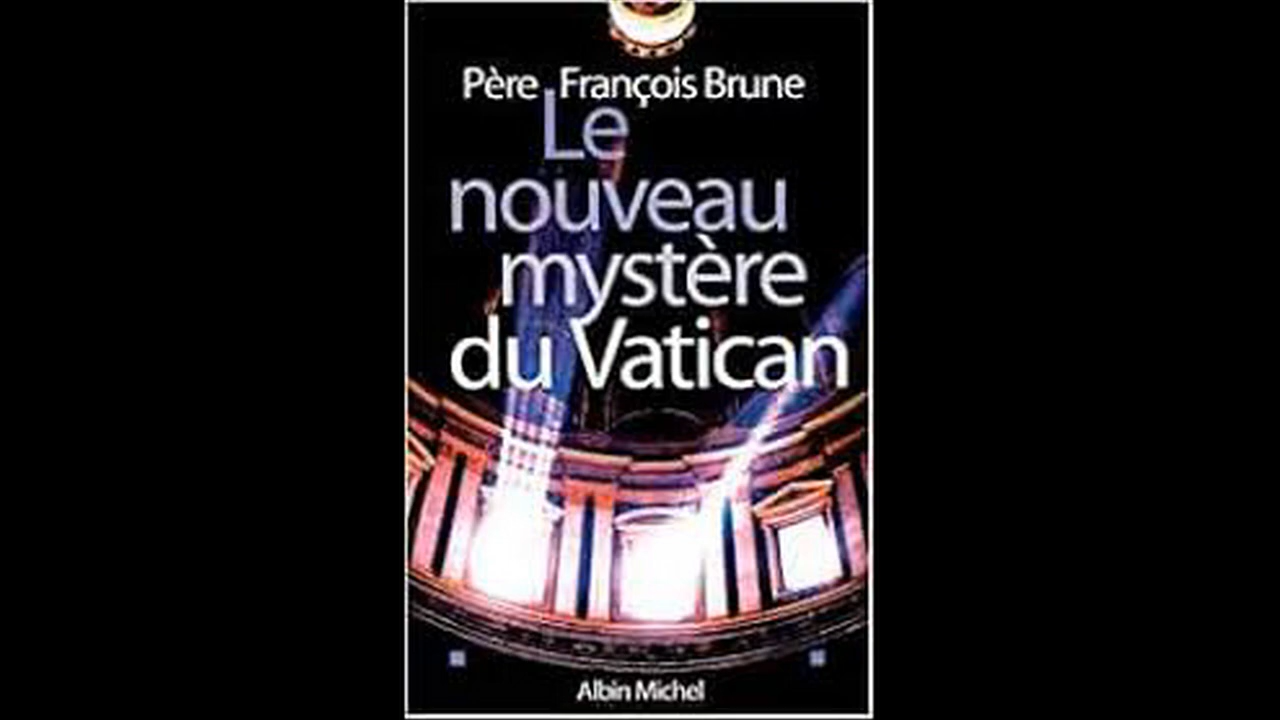 Père François Brune
Le
nouveau
mystère
du Vatican
Albin Michel